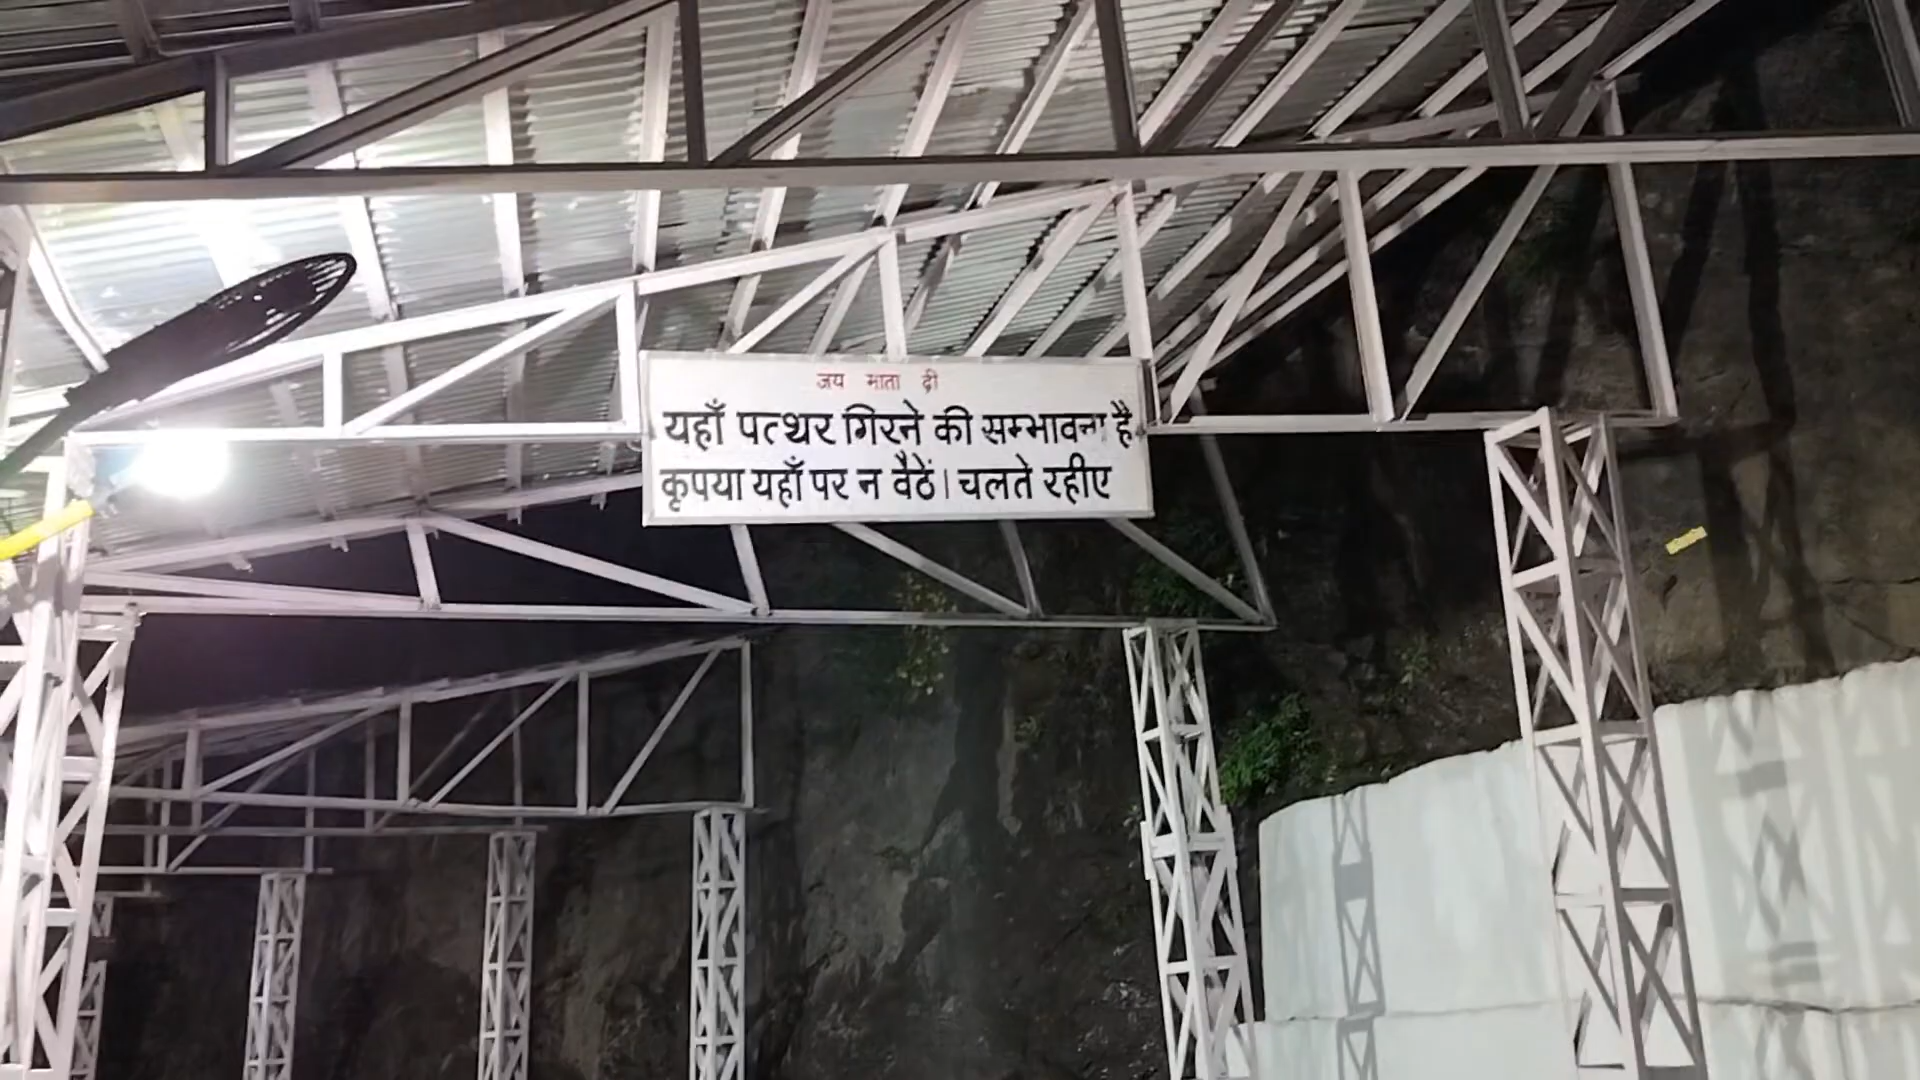 जय माता दी
यहाँ पत्थर गिरने की सम्भावना है
कृपया यहाँ पर न वैठें। चलते रहीए